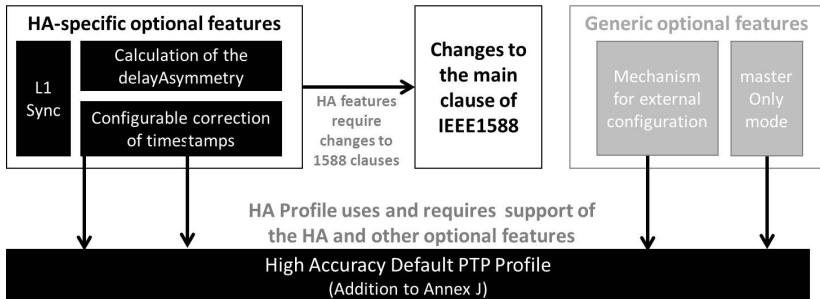 HA-specific optional features
L1
Sync
Calculation of the
delayAsymmetry
Configurable correction
of timestamps
HA features
require
changes to
1588 clauses
Changes to
the main
clause of
IEEE1588
Generic optional features
Mechanism
for external
configuration
master
Only
mode
HA Profile uses and requires support of
the HA and other optional features
High Accuracy Default PTP Profile
(Addition to Annex J)